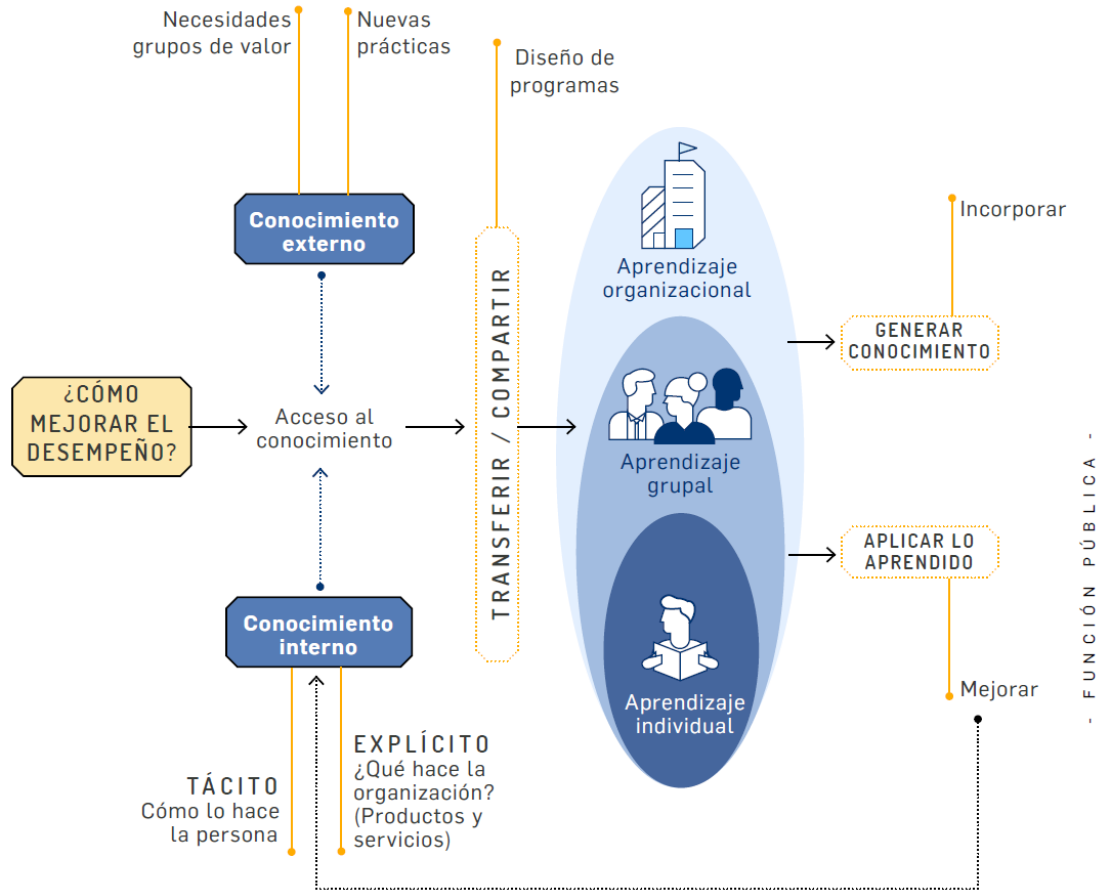 Necesidades
grupos de valor
Nuevas
prácticas
Diseño de
programas
Conocimiento
externo
¿CÓMO
MEJORAR EL
DESEMPEÑO?
Acceso al
conocimiento
TRANSFERIR / COMPARTIR
Aprendizaje
organizacional
Aprendizaje
grupal
Aprendizaje
individual
Incorporar
GENERAR
CONOCIMIENTO
APLICAR LO
APRENDIDO
Mejorar
Conocimiento
interno
TÁCITO
Cómo lo hace
la persona
EXPLÍCITO
¿Qué hace la
organización?
(Productos y
servicios)
- FUNCIÓN PÚBLICA -